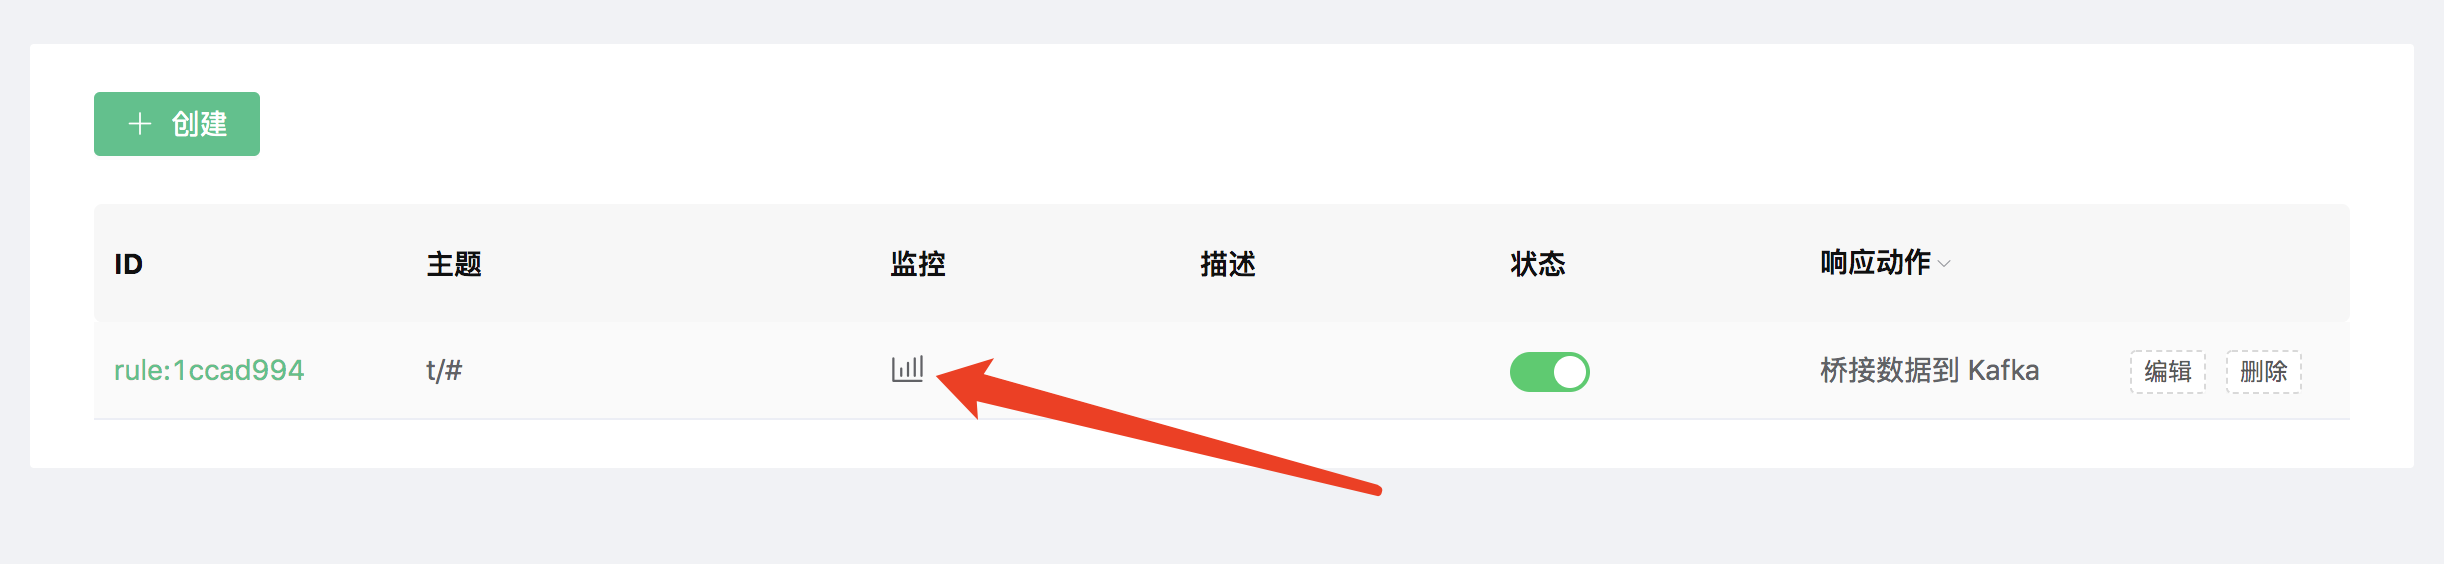 创建
ID 主题 监控 描述 状态 响应动作
rule:1ccad994 t/# 桥接数据到 Kafka 编辑 删除